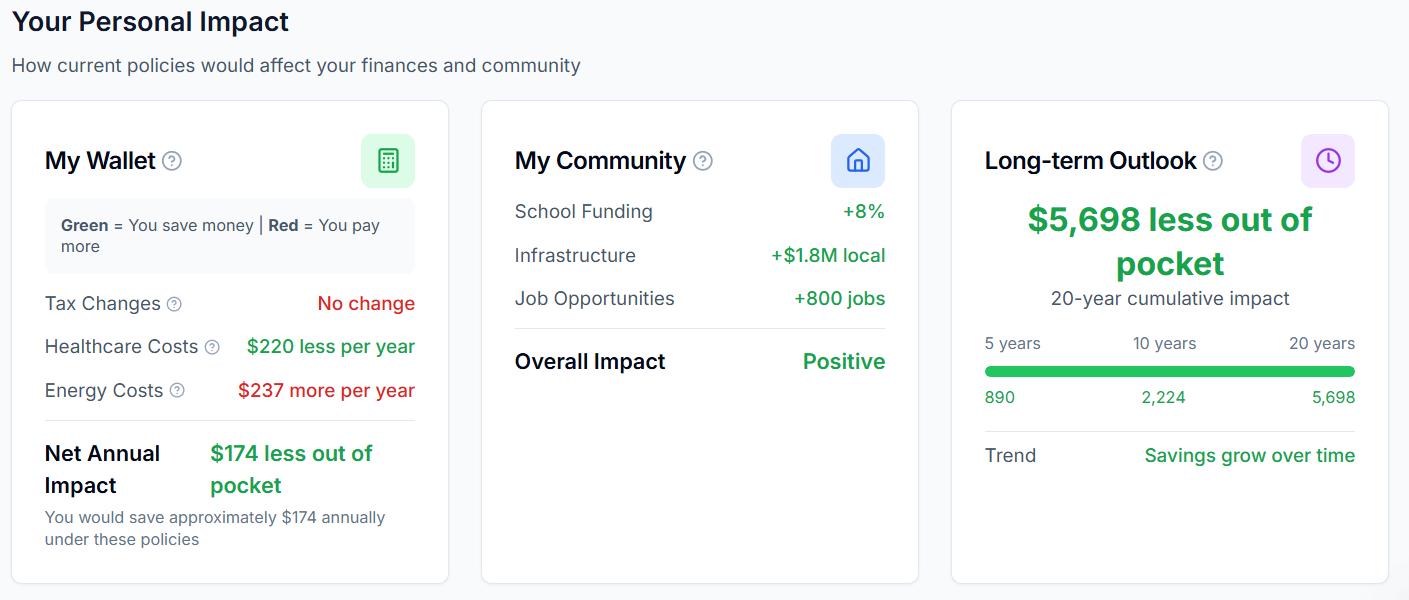 Your Personal Impact
How current policies would affect your finances and community
My Wallet ?
Green = You save money | Red = You pay
more
Tax Changes ? No change
Healthcare Costs ? $220 less per year
Energy Costs ? $237 more per year
Net Annual Impact $174 less out of pocket
You would save approximately $174 annually
under these policies
My Community ?
School Funding +8%
Infrastructure +$1.8M local
Job Opportunities +800 jobs
Overall Impact Positive
Long-term Outlook ?
$5,698 less out of
pocket
20-year cumulative impact
5 years 10 years 20 years
890 2,224 5,698
Trend Savings grow over time